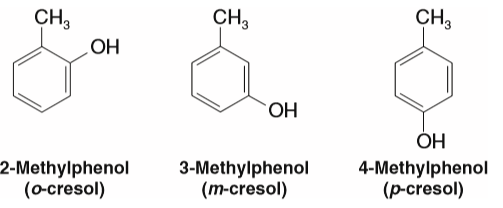 CH₃ CH₃ CH₃
OH
OH
OH
2-Methylphenol 3-Methylphenol 4-Methylphenol
(o-cresol) (m-cresol) (p-cresol)